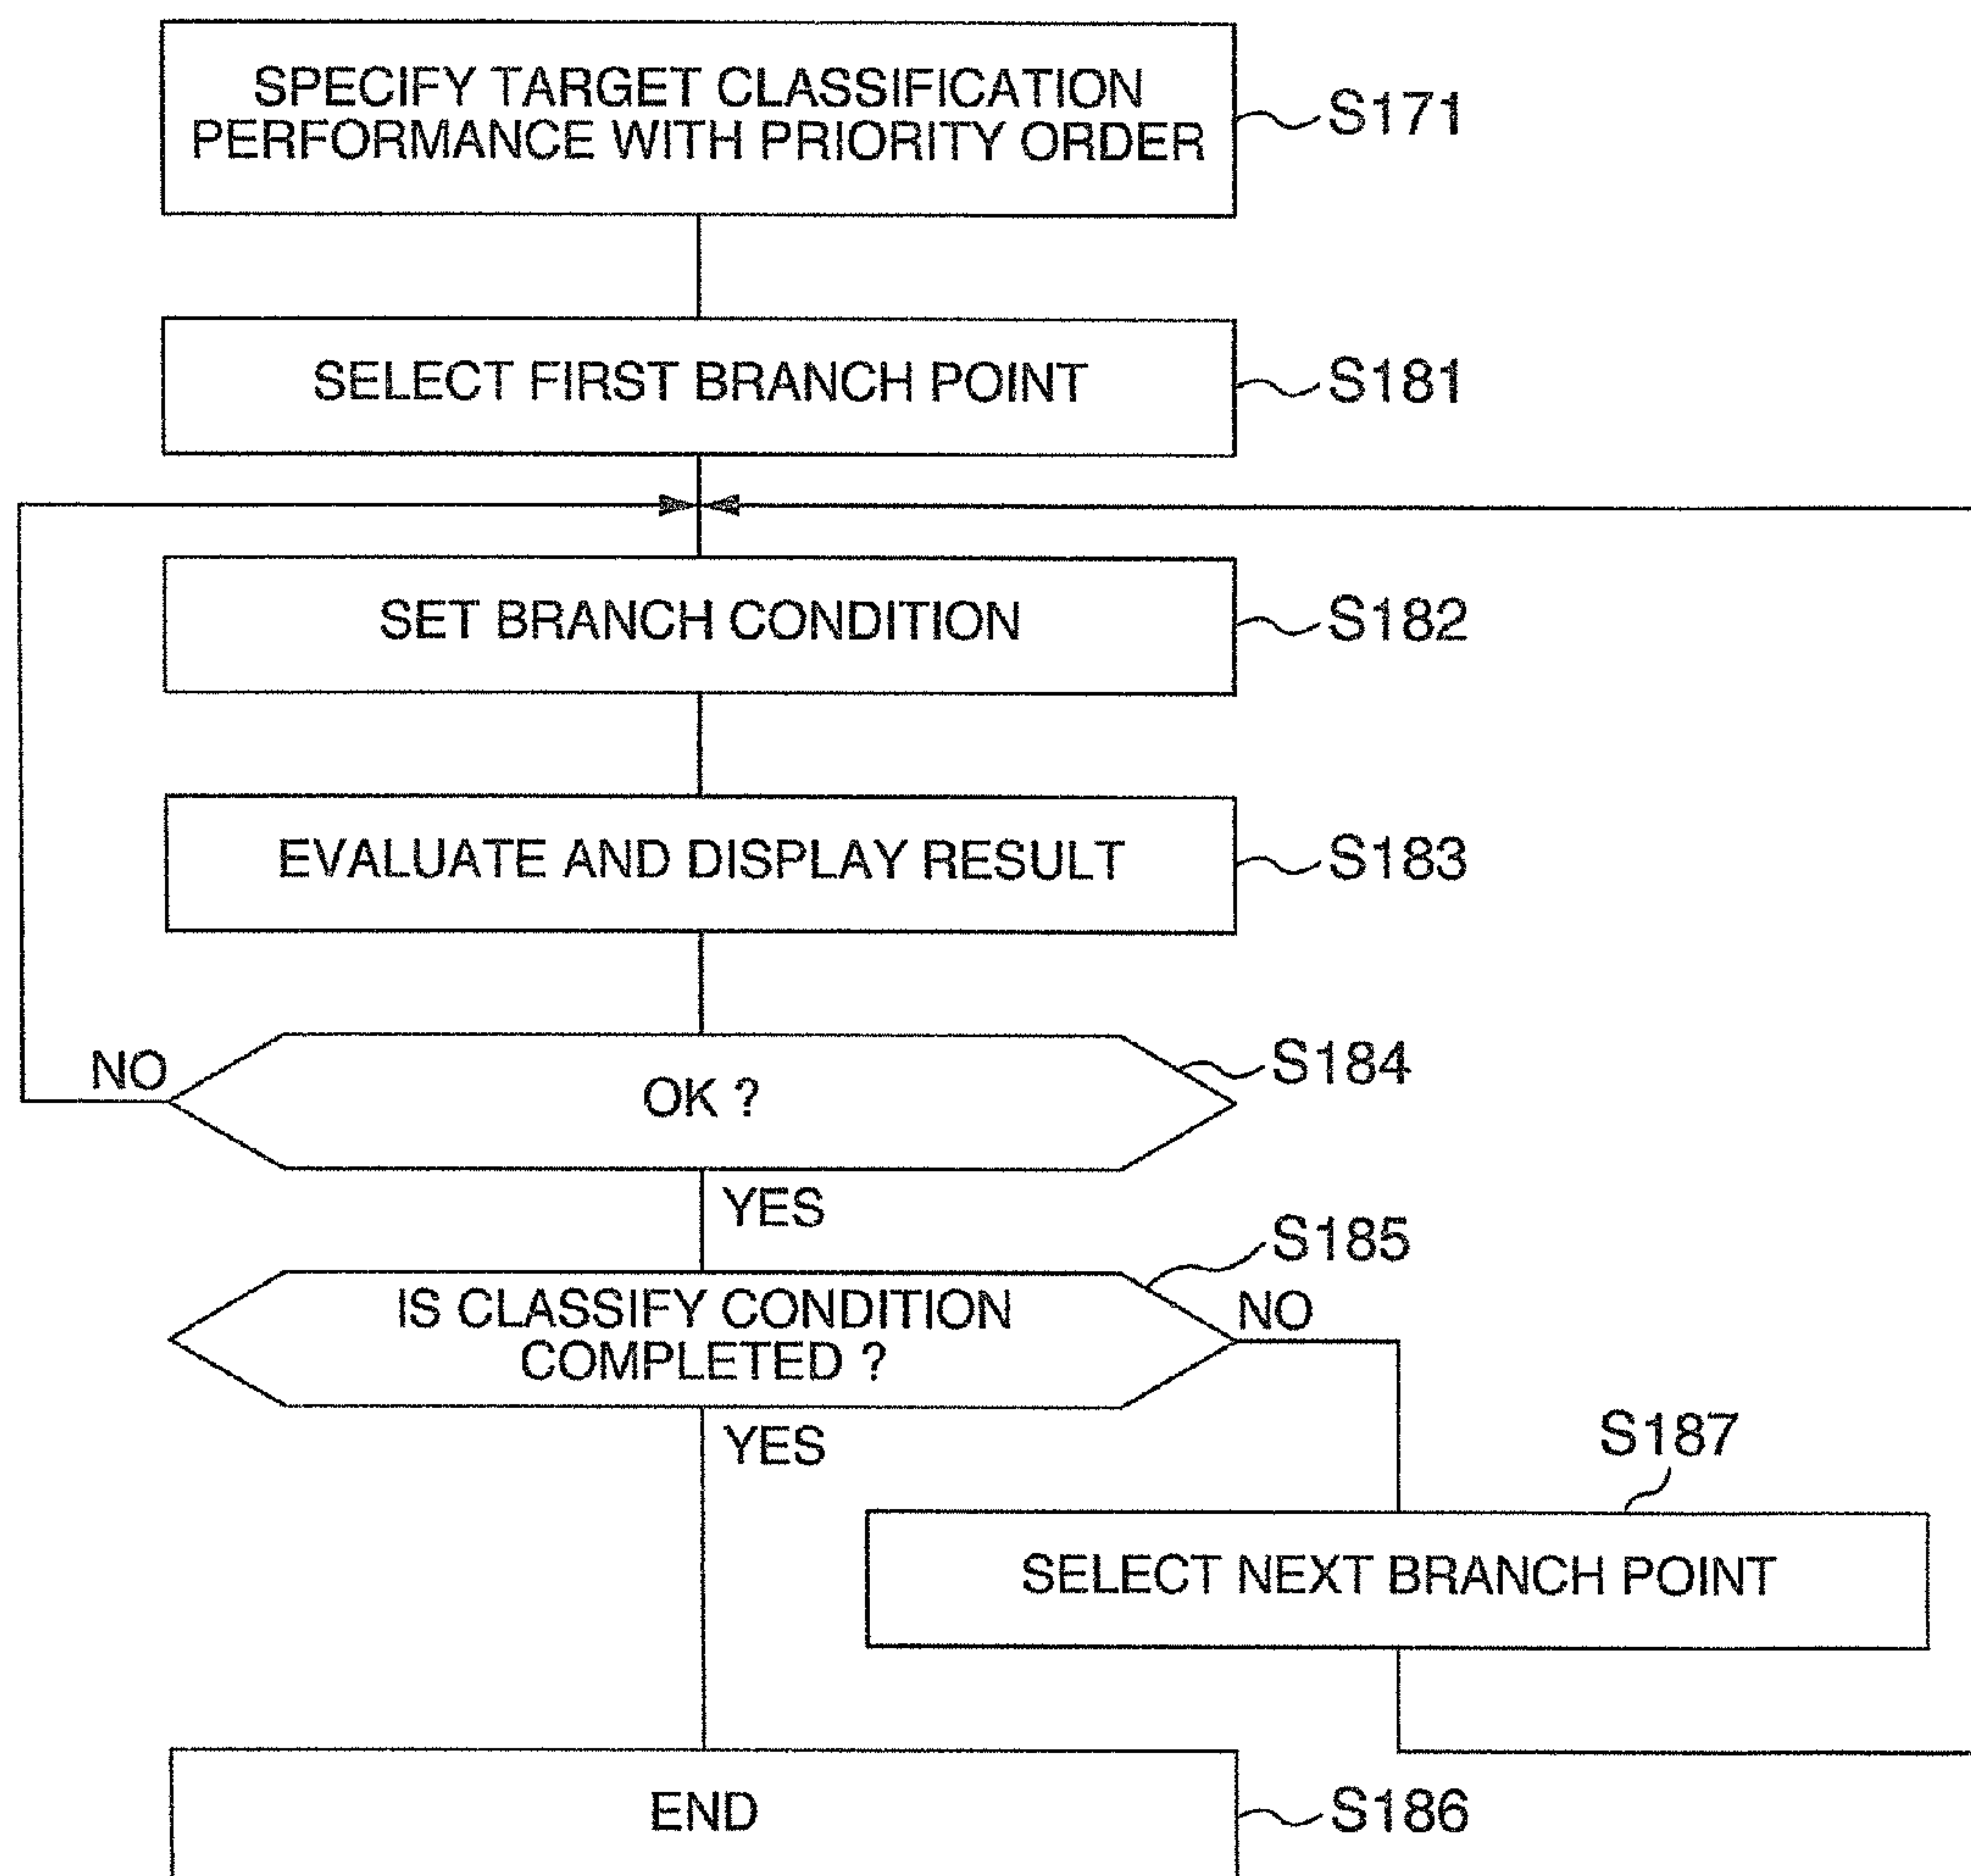 SPECIFY TARGET CLASSIFICATION
PERFORMANCE WITH PRIORITY ORDER
S171
SELECT FIRST BRANCH POINT
S181
SET BRANCH CONDITION
S182
EVALUATE AND DISPLAY RESULT
S183
NO
OK ?
S184
YES
S185
IS CLASSIFY CONDITION
COMPLETED ?
NO
YES
S187
SELECT NEXT BRANCH POINT
END
S186